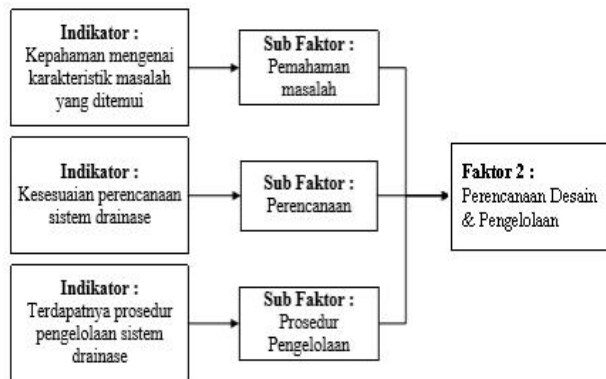 Indikator :
Kepahaman mengenai
karakteristik masalah
yang ditemui
Sub Faktor :
Pemahaman
masalah
Indikator :
Kesesuaian perencanaan
sistem drainase
Sub Faktor :
Perencanaan
Faktor 2 :
Perencanaan Desain
& Pengelolaan
Indikator :
Terdapatnya prosedur
pengelolaan sistem
drainase
Sub Faktor :
Prosedur
Pengelolaan